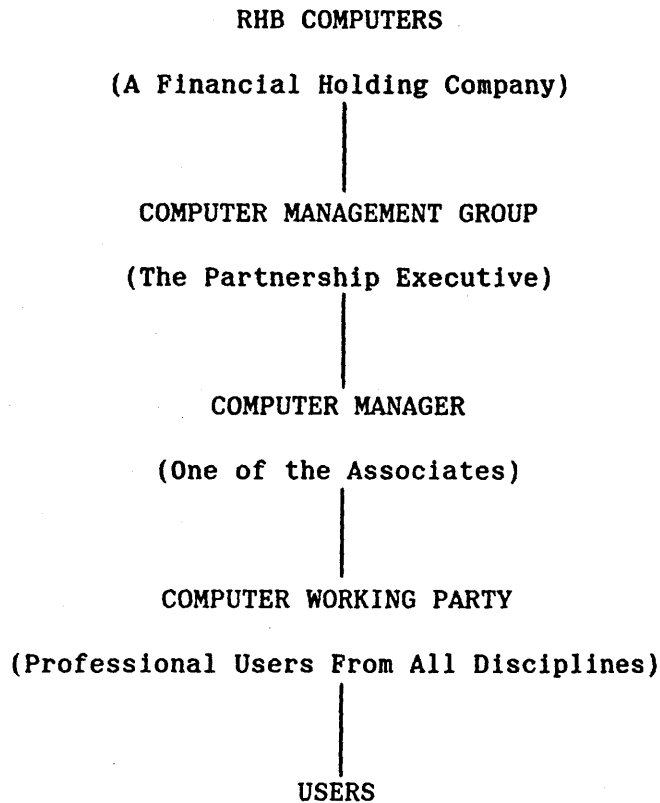 RHB COMPUTERS
(A Financial Holding Company)
COMPUTER MANAGEMENT GROUP
(The Partnership Executive)
COMPUTER MANAGER
(One of the Associates)
COMPUTER WORKING PARTY
(Professional Users From All Disciplines)
USERS